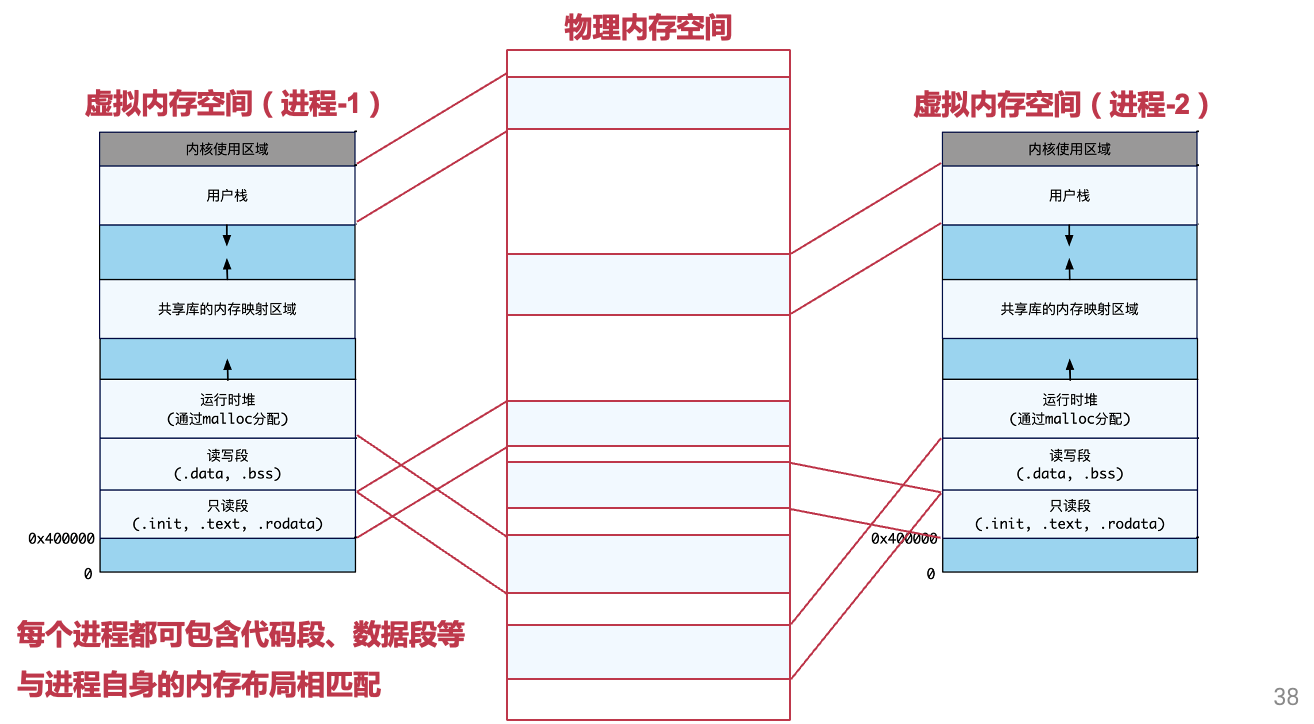 物理内存空间
虚拟内存空间（进程-1）
内核使用区域
用户栈
共享库的内存映射区域
运行时堆
(通过malloc分配)
读写段
(.data, .bss)
只读段
(.init, .text, .rodata)
0x400000
0
虚拟内存空间（进程-2）
内核使用区域
用户栈
共享库的内存映射区域
运行时堆
(通过malloc分配)
读写段
(.data, .bss)
只读段
(.init, .text, .rodata)
0x400000
0
每个进程都可包含代码段、数据段等
与进程自身的内存布局相匹配
38